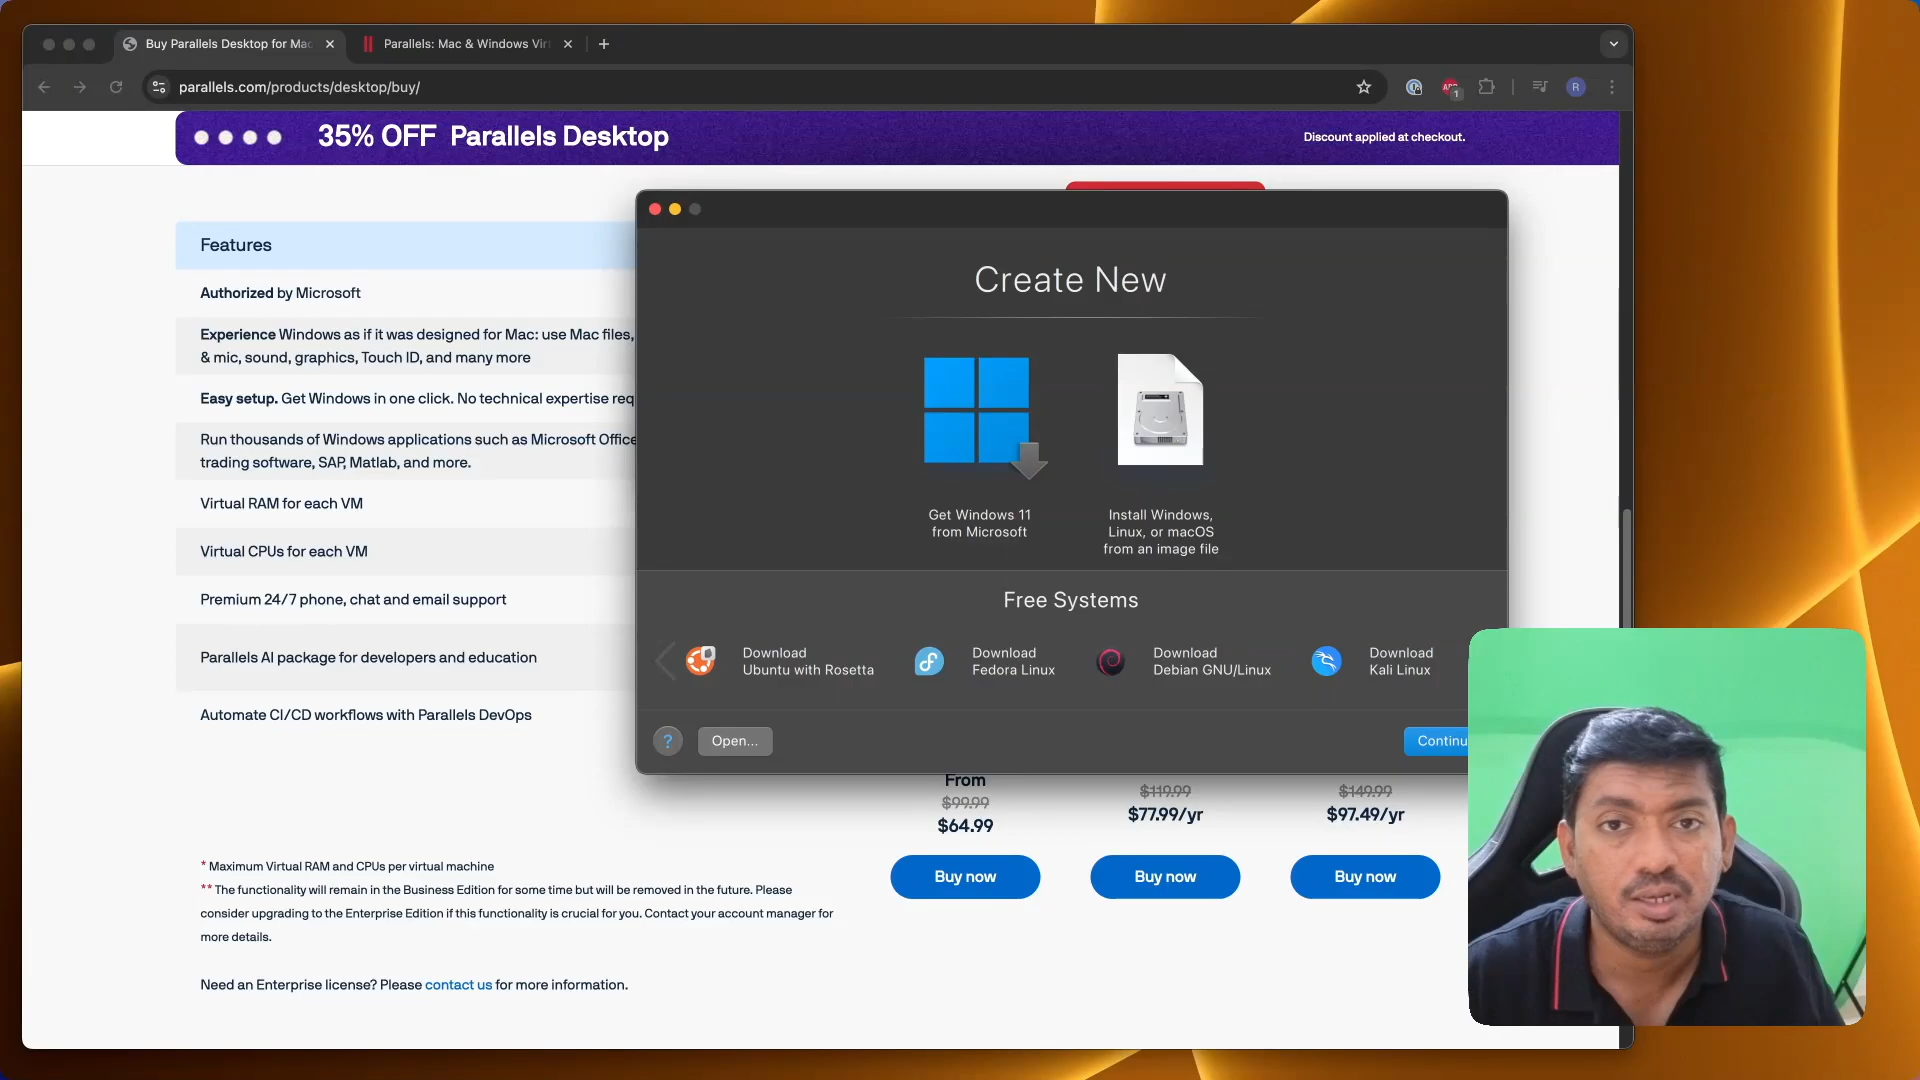 Buy Parallels Desktop for Mac
Parallels: Mac & Windows Virt
parallels.com/products/desktop/buy/
1
R
35% OFF Parallels Desktop
Discount applied at checkout.
Features
Authorized by Microsoft
Experience Windows as if it was designed for Mac: use Mac files,
& mic, sound, graphics, Touch ID, and many more
Easy setup. Get Windows in one click. No technical expertise req
Run thousands of Windows applications such as Microsoft Office
trading software, SAP, Matlab, and more.
Virtual RAM for each VM
Virtual CPUs for each VM
Premium 24/7 phone, chat and email support
Parallels AI package for developers and education
Automate CI/CD workflows with Parallels DevOps
Create New
Get Windows 11
from Microsoft
Install Windows,
Linux, or macOS
from an image file
Free Systems
Download
Ubuntu with Rosetta
Download
Fedora Linux
Download
Debian GNU/Linux
Download
Kali Linux
?
Open...
Continu
From
$99.99
$64.99
$119.99
$77.99/yr
$149.99
$97.49/yr
Buy now
Buy now
Buy now
* Maximum Virtual RAM and CPUs per virtual machine
** The functionality will remain in the Business Edition for some time but will be removed in the future. Please
consider upgrading to the Enterprise Edition if this functionality is crucial for you. Contact your account manager for
more details.
Need an Enterprise license? Please contact us for more information.